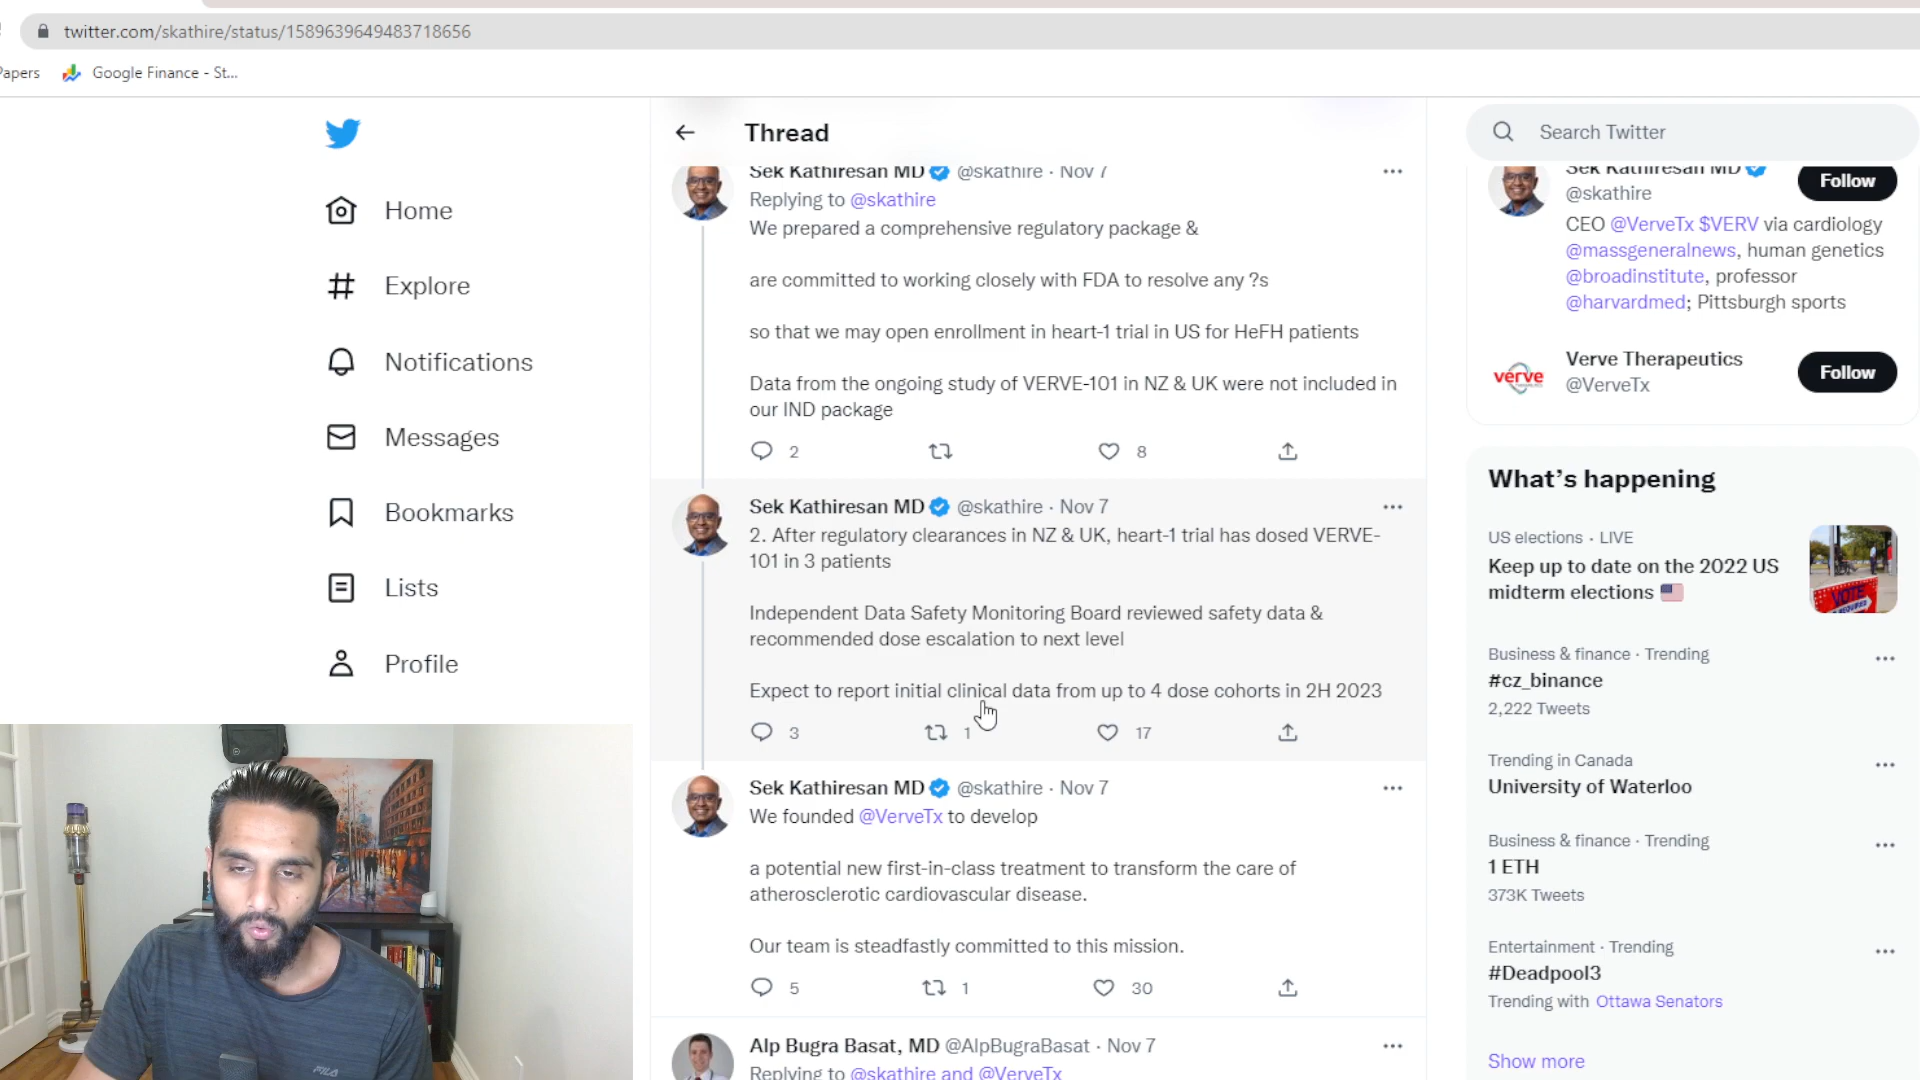 twitter.com/skathire/status/1589639649483718656
Papers
Google Finance - St...
Home
Explore
Notifications
Messages
Bookmarks
Lists
Profile
Thread
Sek Kathiresan MD @skathire · Nov 7
Replying to @skathire
We prepared a comprehensive regulatory package &
are committed to working closely with FDA to resolve any ?s
so that we may open enrollment in heart-1 trial in US for HeFH patients
Data from the ongoing study of VERVE-101 in NZ & UK were not included in
our IND package
2
8
Sek Kathiresan MD @skathire · Nov 7
2. After regulatory clearances in NZ & UK, heart-1 trial has dosed VERVE-
101 in 3 patients
Independent Data Safety Monitoring Board reviewed safety data &
recommended dose escalation to next level
Expect to report initial clinical data from up to 4 dose cohorts in 2H 2023
3
1
17
Sek Kathiresan MD @skathire · Nov 7
We founded @VerveTx to develop
a potential new first-in-class treatment to transform the care of
atherosclerotic cardiovascular disease.
Our team is steadfastly committed to this mission.
5
1
30
Alp Bugra Basat, MD @AlpBugraBasat · Nov 7
Replying to @skathire and @VerveTx
Search Twitter
Sek Kathiresan MD
@skathire
Follow
CEO @VerveTx $VERV via cardiology
@massgeneralnews, human genetics
@broadinstitute, professor
@harvardmed; Pittsburgh sports
verve
Verve Therapeutics
@VerveTx
Follow
What's happening
US elections · LIVE
Keep up to date on the 2022 US
midterm elections
VOTE
Business & finance · Trending
#cz_binance
2,222 Tweets
Trending in Canada
University of Waterloo
Business & finance · Trending
1 ETH
373K Tweets
Entertainment · Trending
#Deadpool3
Trending with Ottawa Senators
Show more
FILA